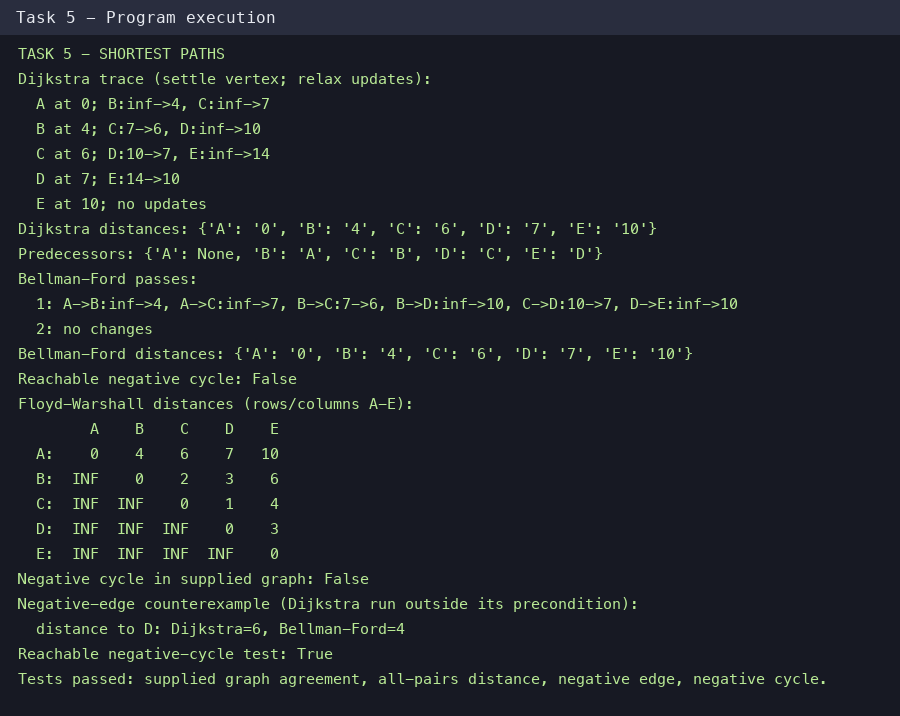 Task 5 — Program execution
TASK 5 — SHORTEST PATHS
Dijkstra trace (settle vertex; relax updates):
  A at 0; B:inf->4, C:inf->7
  B at 4; C:7->6, D:inf->10
  C at 6; D:10->7, E:inf->14
  D at 7; E:14->10
  E at 10; no updates
Dijkstra distances: {'A': '0', 'B': '4', 'C': '6', 'D': '7', 'E': '10'}
Predecessors: {'A': None, 'B': 'A', 'C': 'B', 'D': 'C', 'E': 'D'}
Bellman-Ford passes:
  1: A->B:inf->4, A->C:inf->7, B->C:7->6, B->D:inf->10, C->D:10->7, D->E:inf->10
  2: no changes
Bellman-Ford distances: {'A': '0', 'B': '4', 'C': '6', 'D': '7', 'E': '10'}
Reachable negative cycle: False
Floyd-Warshall distances (rows/columns A-E):
        A    B    C    D    E
  A:    0    4    6    7   10
  B:  INF    0    2    3    6
  C:  INF  INF    0    1    4
  D:  INF  INF  INF    0    3
  E:  INF  INF  INF  INF    0
Negative cycle in supplied graph: False
Negative-edge counterexample (Dijkstra run outside its precondition):
  distance to D: Dijkstra=6, Bellman-Ford=4
Reachable negative-cycle test: True
Tests passed: supplied graph agreement, all-pairs distance, negative edge, negative cycle.